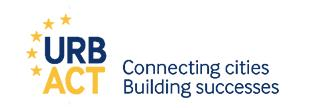 URB
ACT
Connecting cities
Building successes